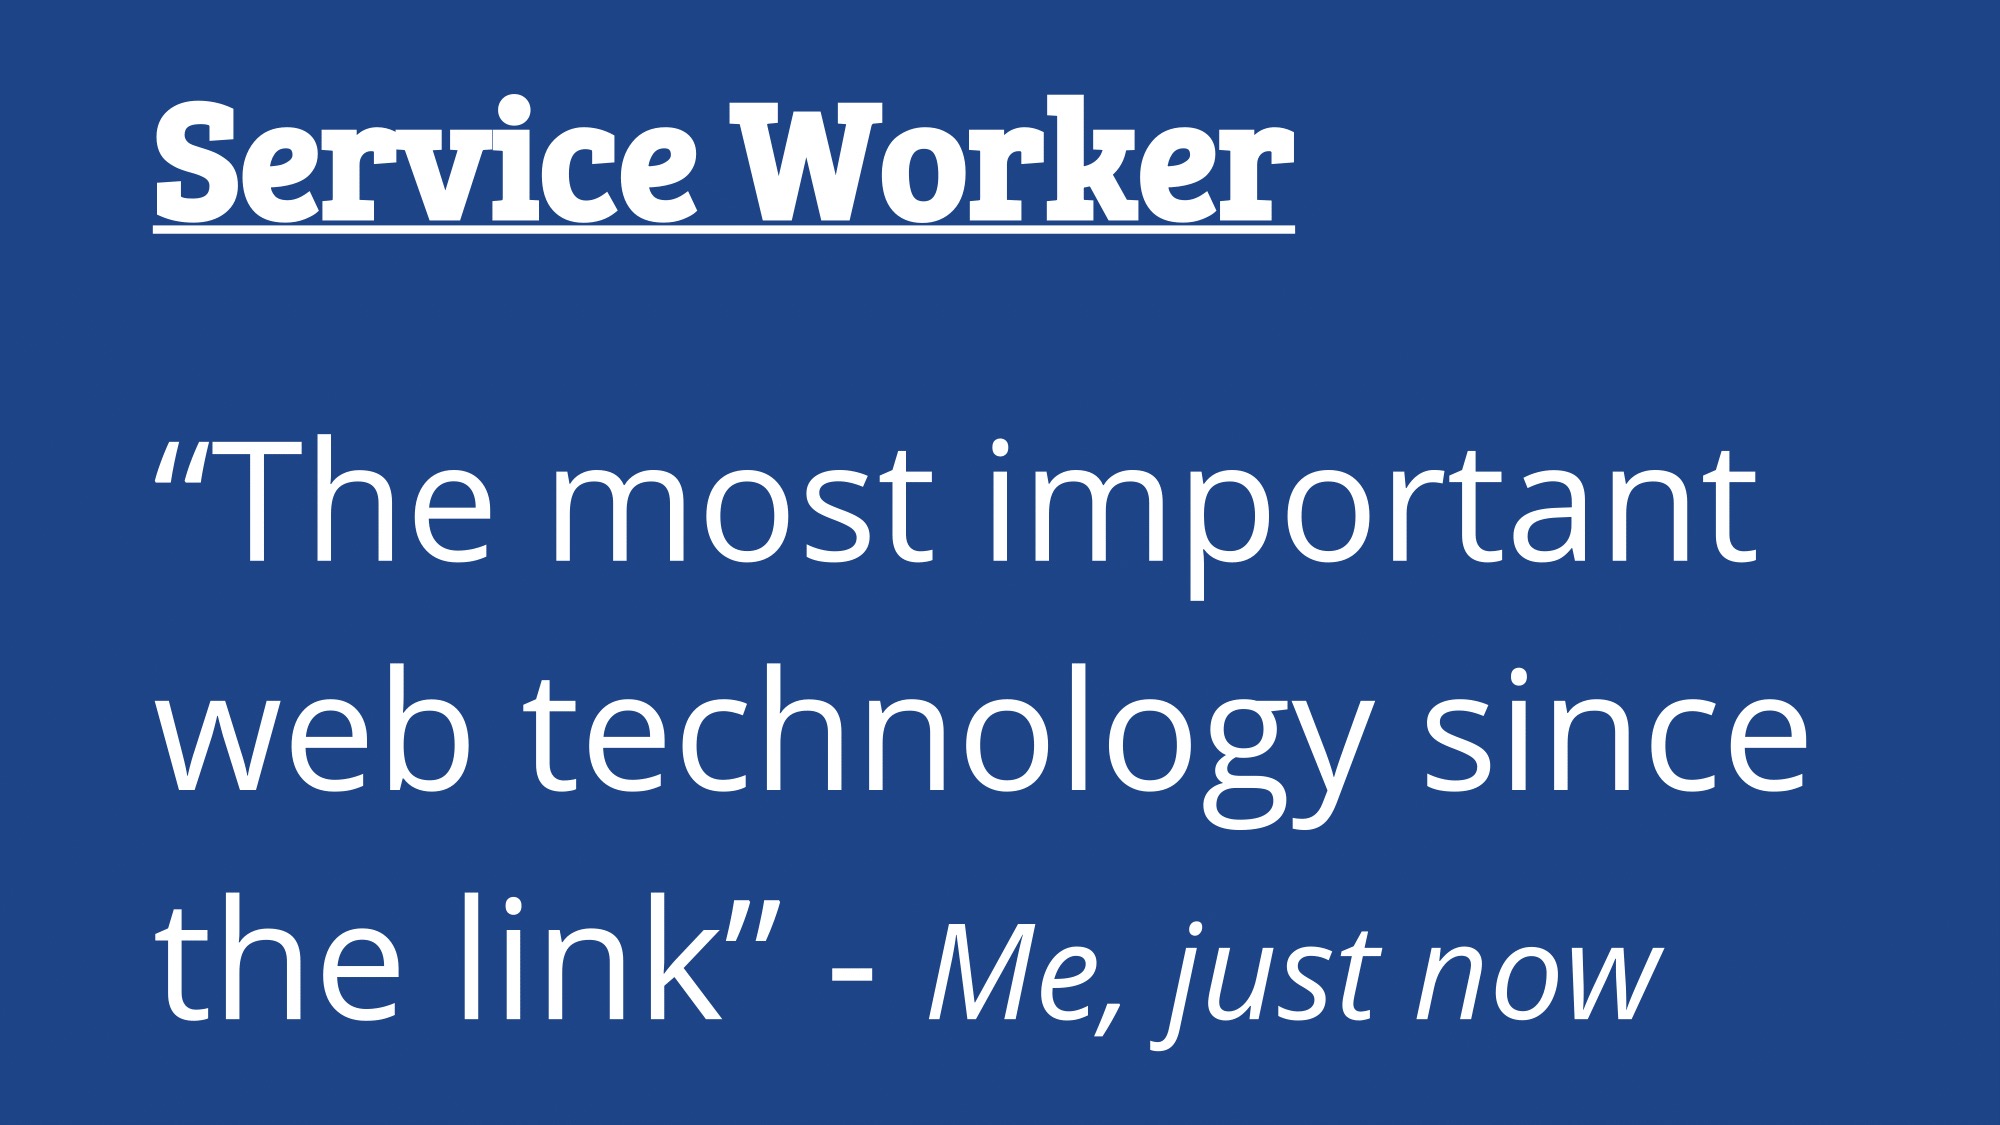 Service Worker
“The most important
web technology since
the link” - Me, just now